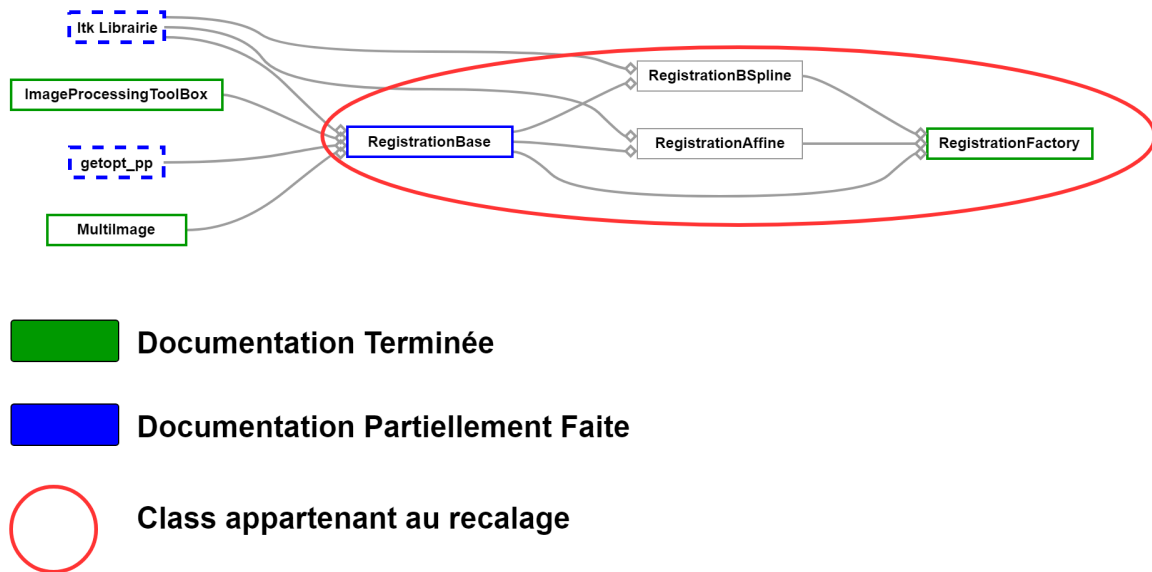 Itk Librairie
ImageProcessingToolBox
getopt_pp
MultiImage
RegistrationBase
RegistrationBSpline
RegistrationAffine
RegistrationFactory
Documentation Terminée
Documentation Partiellement Faite
Class appartenant au recalage